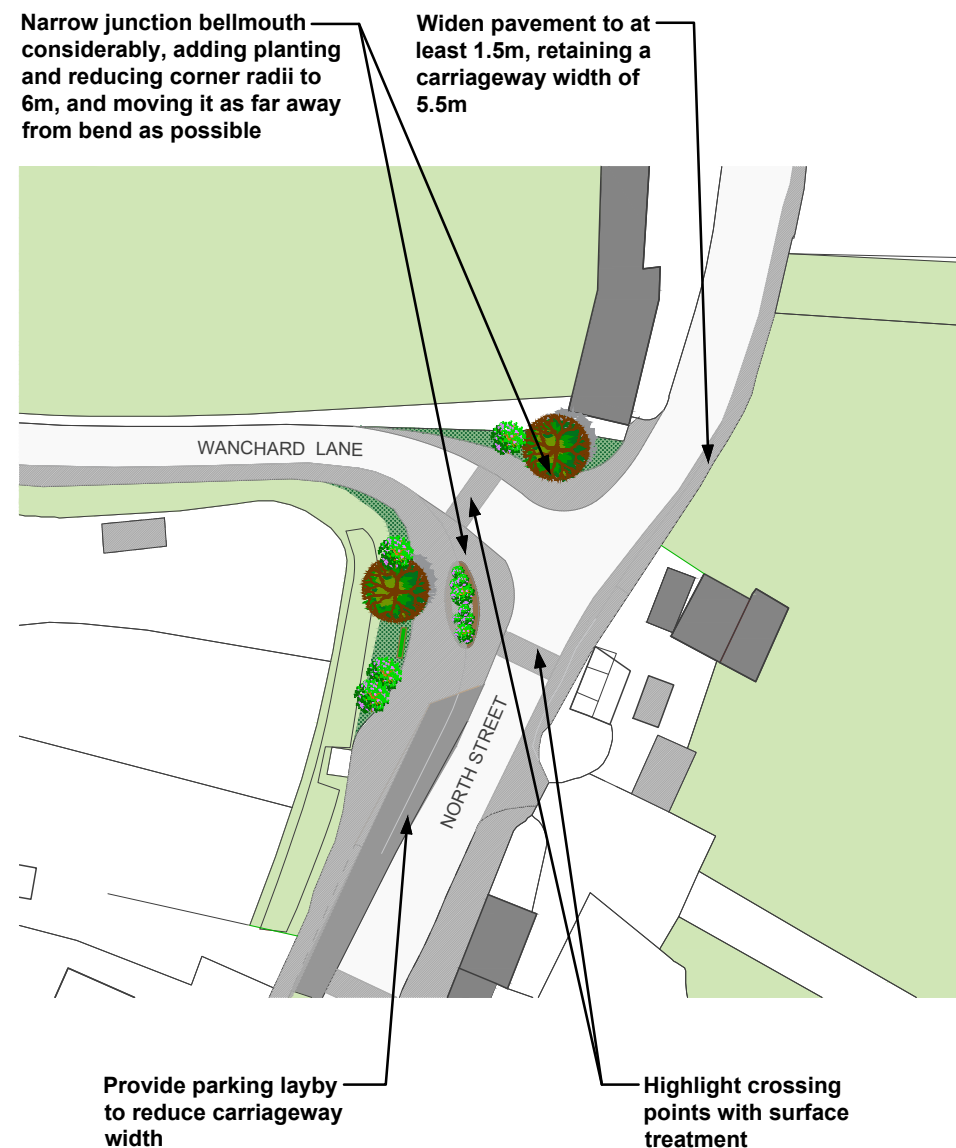 Narrow junction bellmouth
considerably, adding planting
and reducing corner radii to
6m, and moving it as far away
from bend as possible
Widen pavement to at
least 1.5m, retaining a
carriageway width of
5.5m
WANCHARD LANE
NORTH STREET
Provide parking layby
to reduce carriageway
width
Highlight crossing
points with surface
treatment